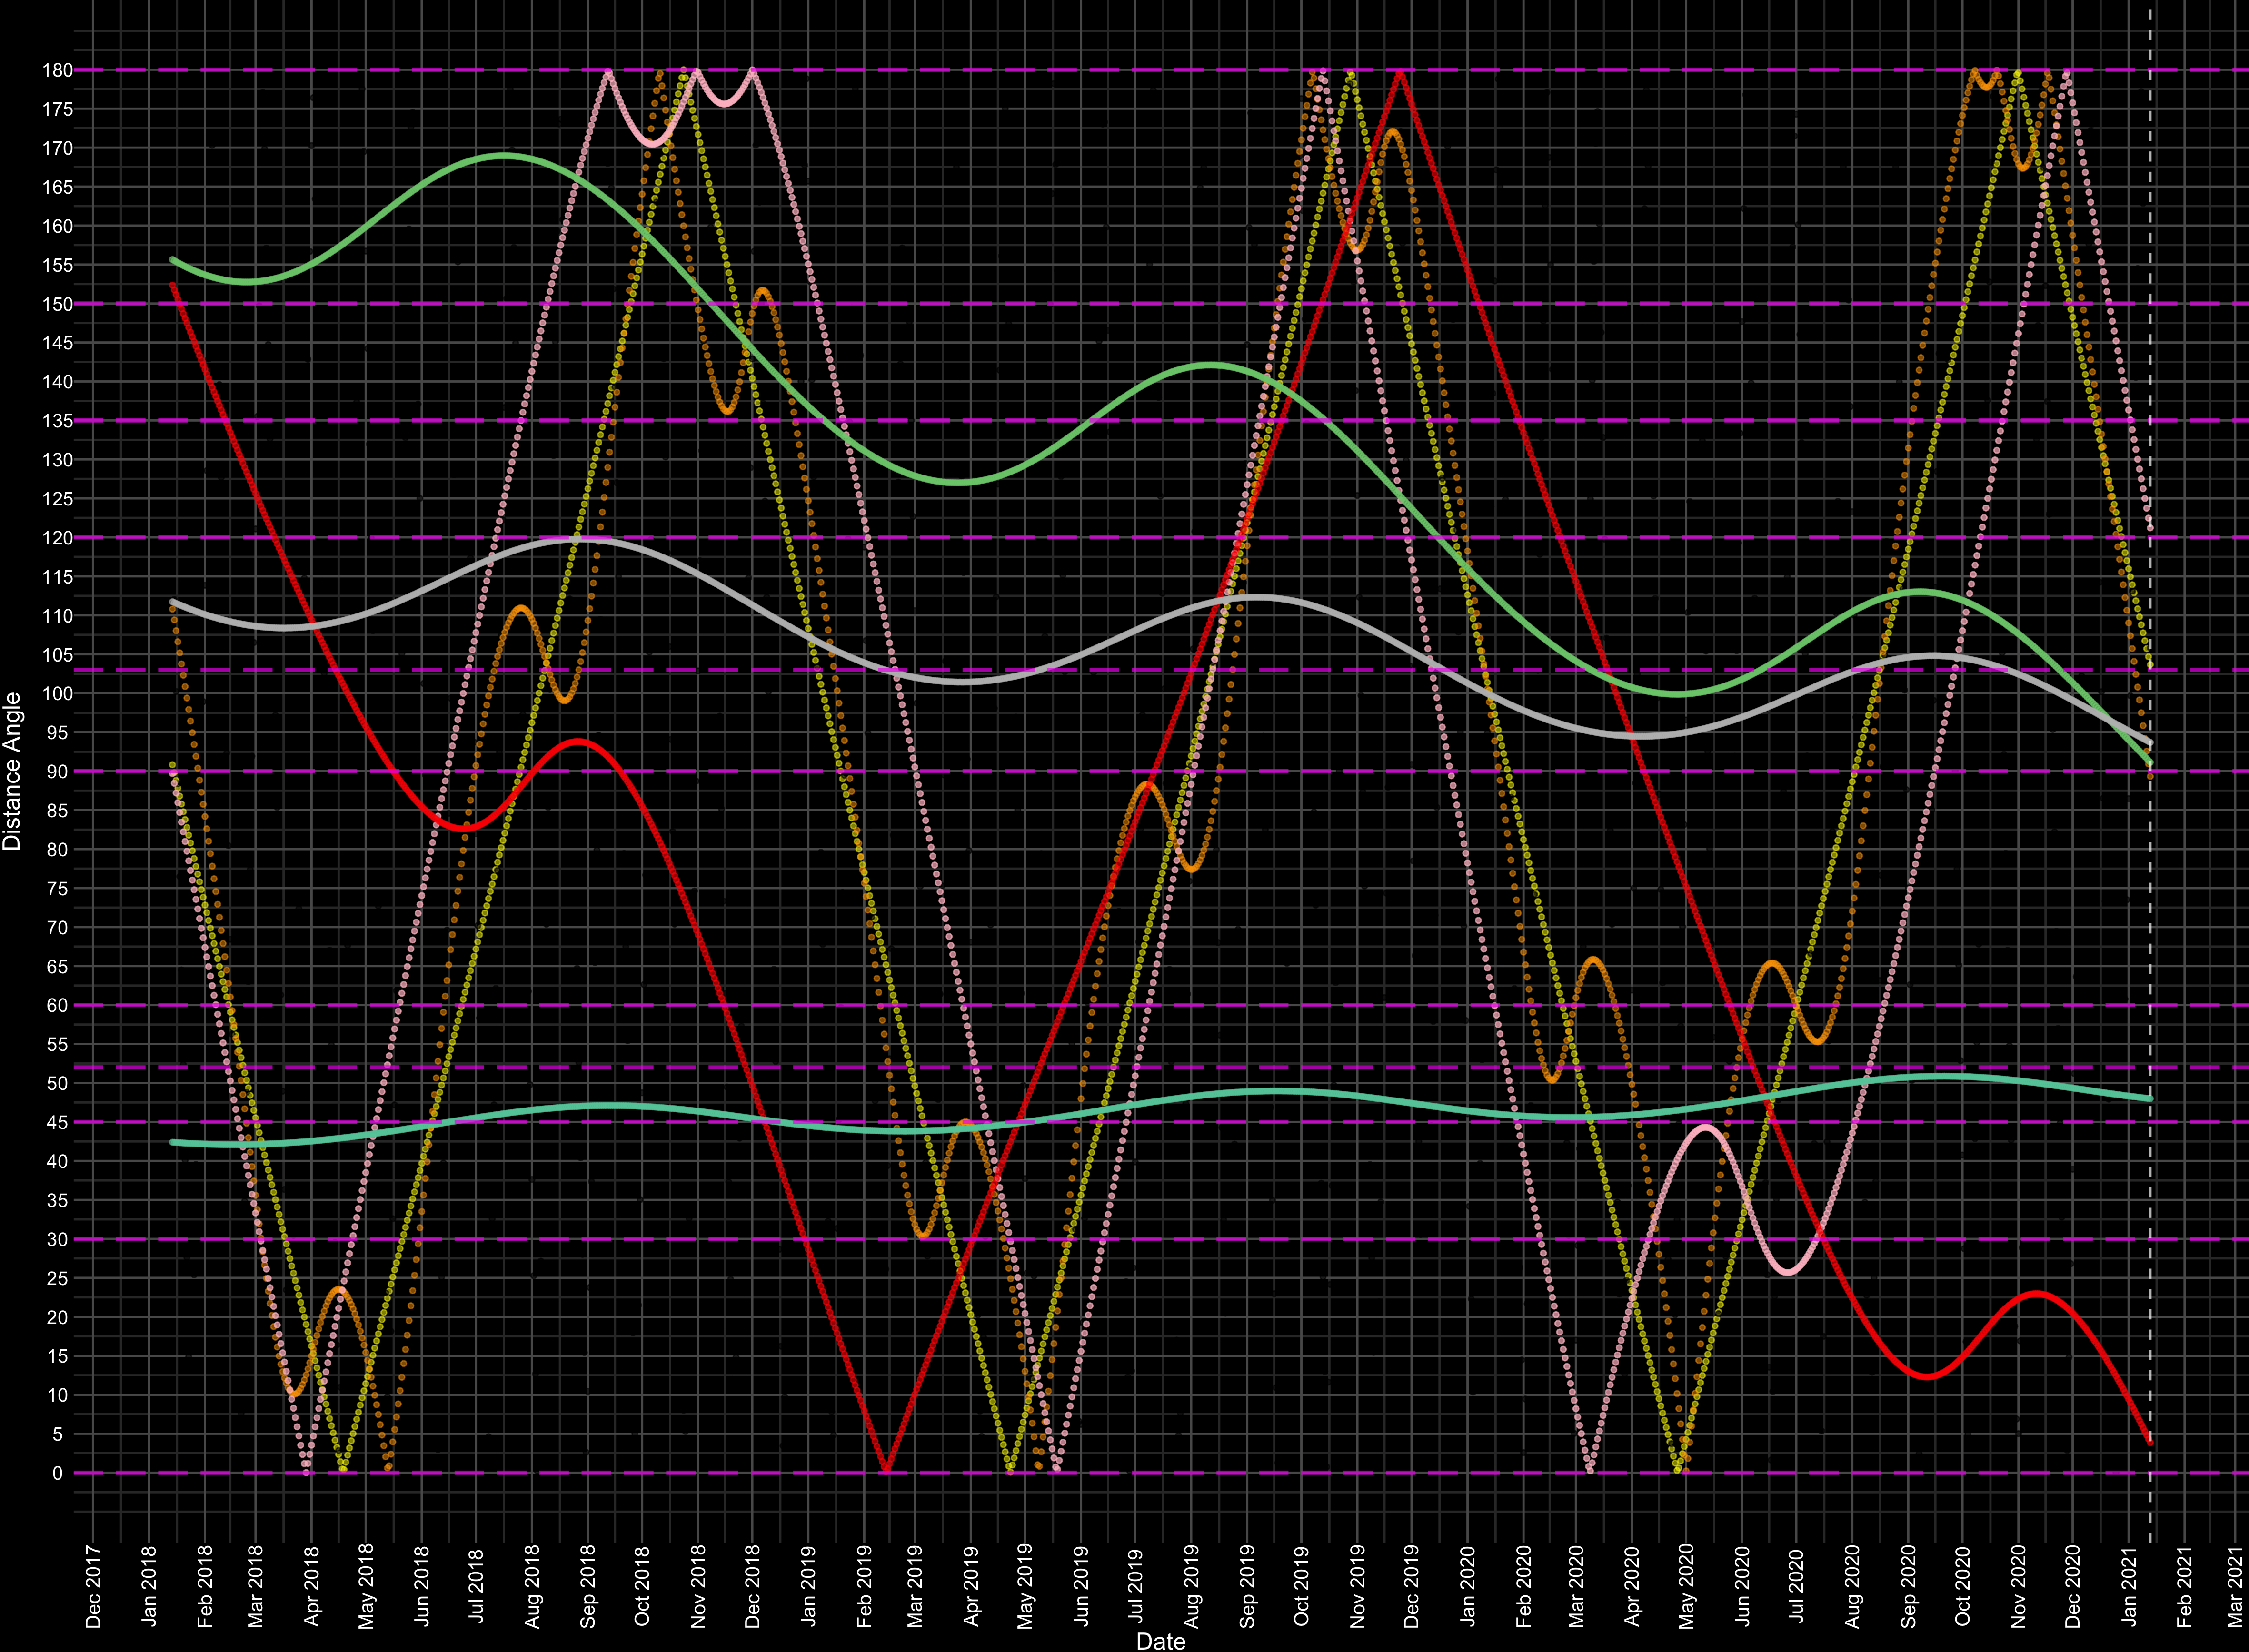 Distance Angle
180
175
170
165
160
155
150
145
140
135
130
125
120
115
110
105
100
95
90
85
80
75
70
65
60
55
50
45
40
35
30
25
20
15
10
5
0
Dec 2017
Jan 2018
Feb 2018
Mar 2018
Apr 2018
May 2018
Jun 2018
Jul 2018
Aug 2018
Sep 2018
Oct 2018
Nov 2018
Dec 2018
Jan 2019
Feb 2019
Mar 2019
Apr 2019
May 2019
Jun 2019
Jul 2019
Aug 2019
Sep 2019
Oct 2019
Nov 2019
Dec 2019
Jan 2020
Feb 2020
Mar 2020
Apr 2020
May 2020
Jun 2020
Jul 2020
Aug 2020
Sep 2020
Oct 2020
Nov 2020
Dec 2020
Jan 2021
Feb 2021
Mar 2021
Date